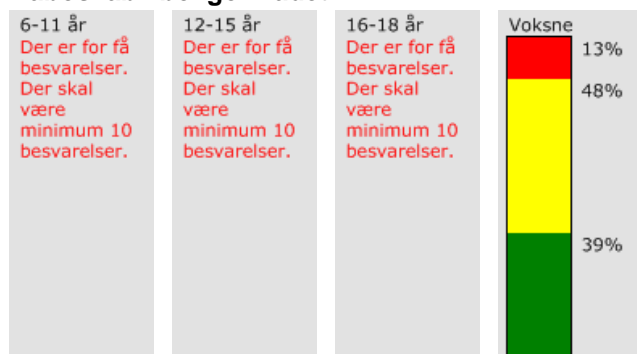 6-11 år
Der er for få
besvarelser.
Der skal
være
minimum 10
besvarelser.
12-15 år
Der er for få
besvarelser.
Der skal
være
minimum 10
besvarelser.
16-18 år
Der er for få
besvarelser.
Der skal
være
minimum 10
besvarelser.
Voksne
13%
48%
39%